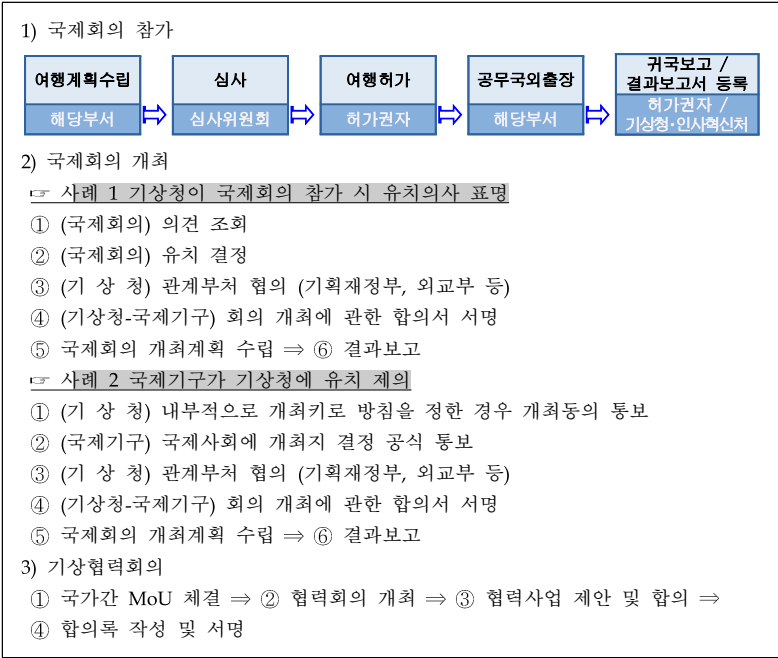 1) 국제회의 참가
여행계획수립
해당부서
심사
심사위원회
여행허가
허가권자
공무국외출장
해당부서
귀국보고 /
결과보고서 등록
허가권자 /
기상청·인사혁신처
2) 국제회의 개최
☞ 사례 1 기상청이 국제회의 참가 시 유치의사 표명
① (국제회의) 의견 조회
② (국제회의) 유치 결정
③ (기 상 청) 관계부처 협의 (기획재정부, 외교부 등)
④ (기상청-국제기구) 회의 개최에 관한 합의서 서명
⑤ 국제회의 개최계획 수립 ⇒ ⑥ 결과보고
☞ 사례 2 국제기구가 기상청에 유치 제의
① (기 상 청) 내부적으로 개최키로 방침을 정한 경우 개최동의 통보
② (국제기구) 국제사회에 개최지 결정 공식 통보
③ (기 상 청) 관계부처 협의 (기획재정부, 외교부 등)
④ (기상청-국제기구) 회의 개최에 관한 합의서 서명
⑤ 국제회의 개최계획 수립 ⇒ ⑥ 결과보고
3) 기상협력회의
① 국가간 MoU 체결 ⇒ ② 협력회의 개최 ⇒ ③ 협력사업 제안 및 합의 ⇒
④ 합의록 작성 및 서명